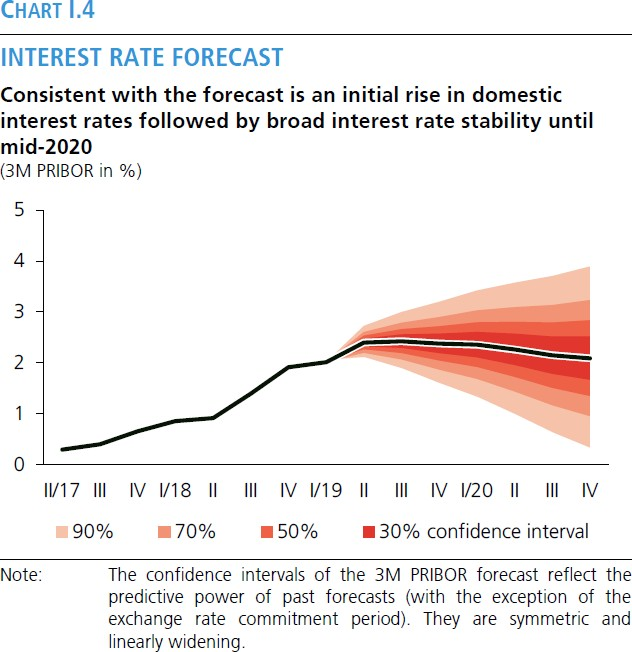 CHART I.4
INTEREST RATE FORECAST
Consistent with the forecast is an initial rise in domestic
interest rates followed by broad interest rate stability until
mid-2020
(3M PRIBOR in %)
5
4
3
2
1
0
II/17 III IV I/18 II III IV I/19 II III IV I/20 II III IV
90% 70% 50% 30% confidence interval
Note: The confidence intervals of the 3M PRIBOR forecast reflect the
predictive power of past forecasts (with the exception of the
exchange rate commitment period). They are symmetric and
linearly widening.